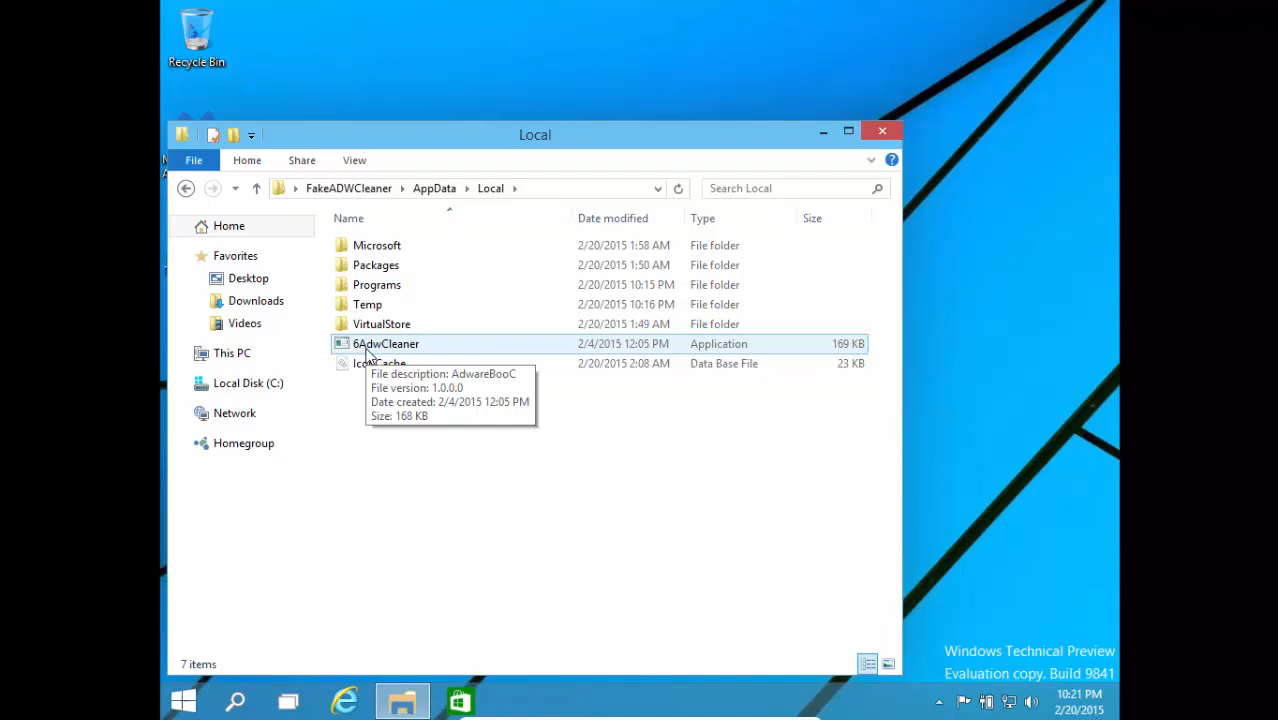 Recycle Bin
Local
File
Home
Share
View
FakeADWCleaner
AppData
Local
Search Local
Name
Date modified
Type
Size
Home
Favorites
Desktop
Downloads
Videos
This PC
Local Disk (C:)
Network
Homegroup
Microsoft 2/20/2015 1:58 AM File folder
Packages 2/20/2015 1:50 AM File folder
Programs 2/20/2015 10:15 PM File folder
Temp 2/20/2015 10:16 PM File folder
VirtualStore 2/20/2015 1:49 AM File folder
6AdwCleaner 2/4/2015 12:05 PM Application 169 KB
2/20/2015 2:08 AM Data Base File 23 KB
File description: AdwareBooC
File version: 1.0.0.0
Date created: 2/4/2015 12:05 PM
Size: 168 KB
7 items
Windows Technical Preview
Evaluation copy. Build 9841
10:21 PM
2/20/2015